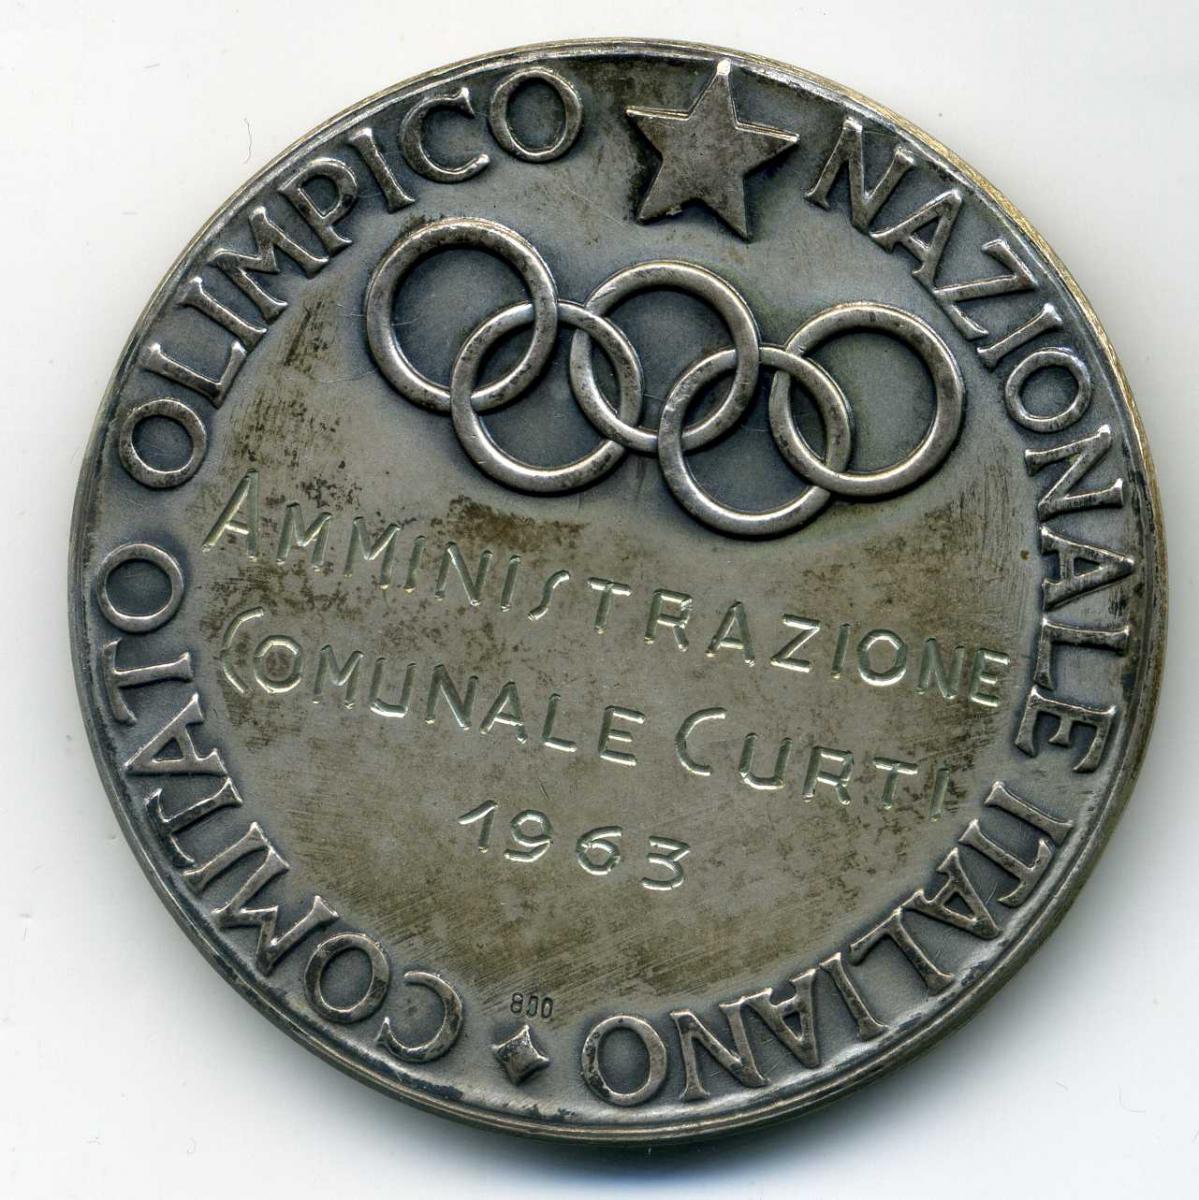 COMITATO OLIMPICO NAZIONALE ITALIANO
AMMINISTRAZIONE
COMUNALE CURTI
1963
800